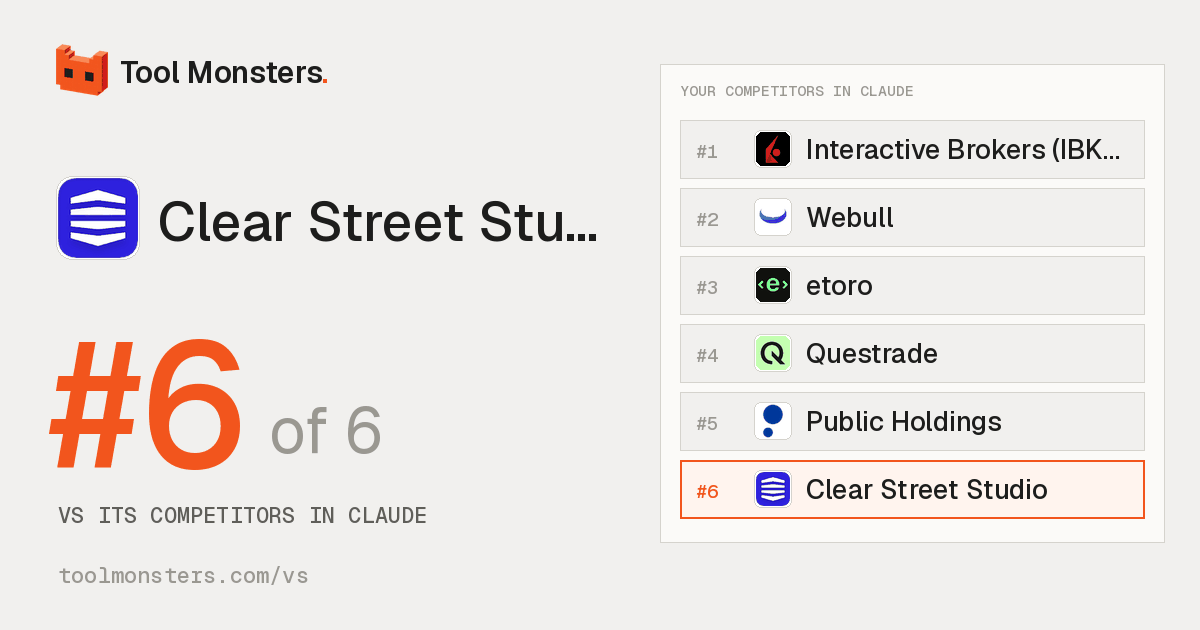 Tool Monsters.
Clear Street Stu...
#6 of 6
VS ITS COMPETITORS IN CLAUDE
toolmonsters.com/vs
YOUR COMPETITORS IN CLAUDE
#1 Interactive Brokers (IBK...
#2 Webull
#3 <e> etoro
#4 Questrade
#5 Public Holdings
#6 Clear Street Studio